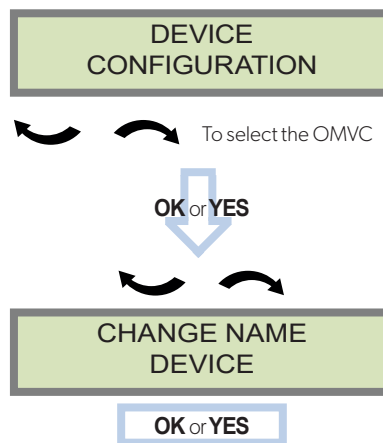 DEVICE
CONFIGURATION
To select the OMVC
OK or YES
CHANGE NAME
DEVICE
OK or YES